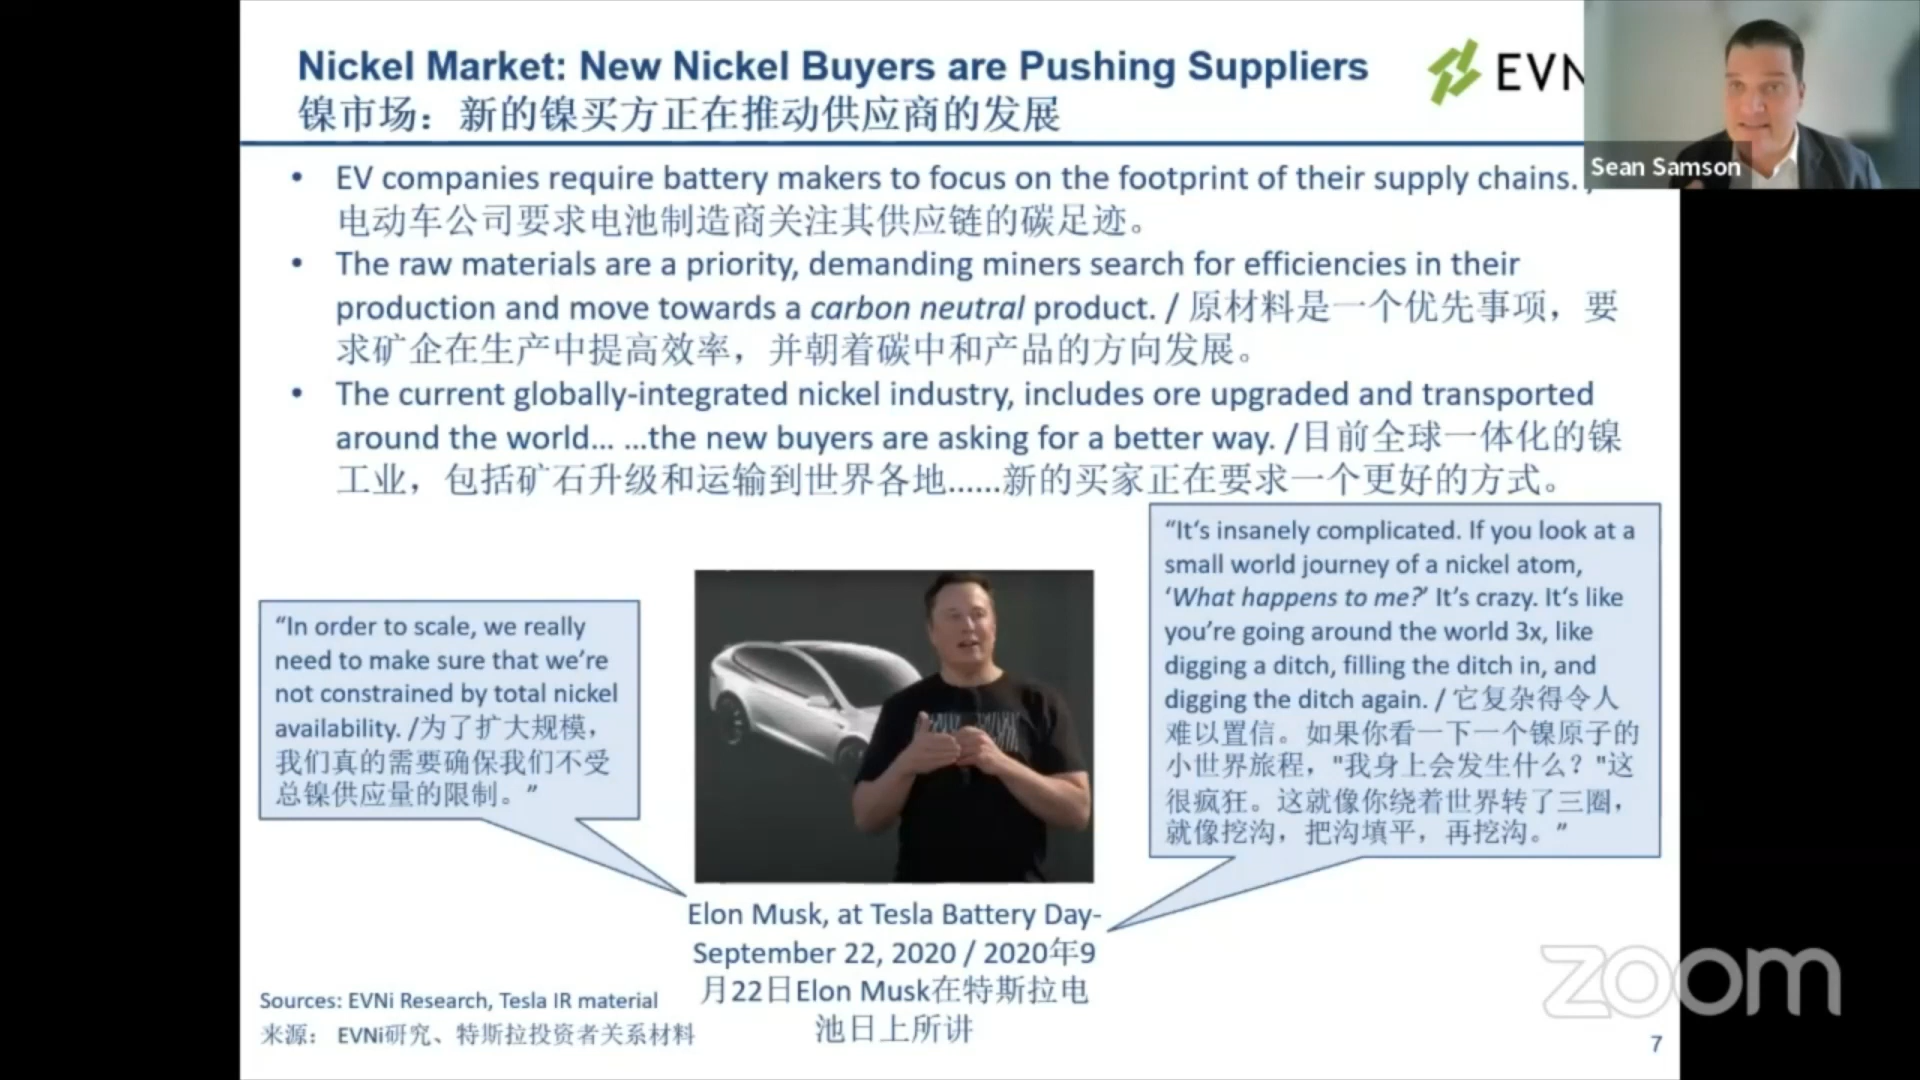 Nickel Market: New Nickel Buyers are Pushing Suppliers
镍市场：新的镍买方正在推动供应商的发展
EVN
Sean Samson
• EV companies require battery makers to focus on the footprint of their supply chains. /
电动车公司要求电池制造商关注其供应链的碳足迹。
• The raw materials are a priority, demanding miners search for efficiencies in their
production and move towards a carbon neutral product. / 原材料是一个优先事项，要
求矿企在生产中提高效率，并朝着碳中和产品的方向发展。
• The current globally-integrated nickel industry, includes ore upgraded and transported
around the world… …the new buyers are asking for a better way. /目前全球一体化的镍
工业，包括矿石升级和运输到世界各地……新的买家正在要求一个更好的方式。
“In order to scale, we really
need to make sure that we’re
not constrained by total nickel
availability. /为了扩大规模，
我们真的需要确保我们不受
总镍供应量的限制。”
“It‘s insanely complicated. If you look at a
small world journey of a nickel atom,
‘What happens to me?’ It’s crazy. It‘s like
you’re going around the world 3x, like
digging a ditch, filling the ditch in, and
digging the ditch again. / 它复杂得令人
难以置信。如果你看一下一个镍原子的
小世界旅程，"我身上会发生什么？"这
很疯狂。这就像你绕着世界转了三圈，
就像挖沟，把沟填平，再挖沟。”
Elon Musk, at Tesla Battery Day-
September 22, 2020 / 2020年9
月22日Elon Musk在特斯拉电
池日上所讲
Sources: EVNi Research, Tesla IR material
来源： EVNi研究、特斯拉投资者关系材料
zoom
7